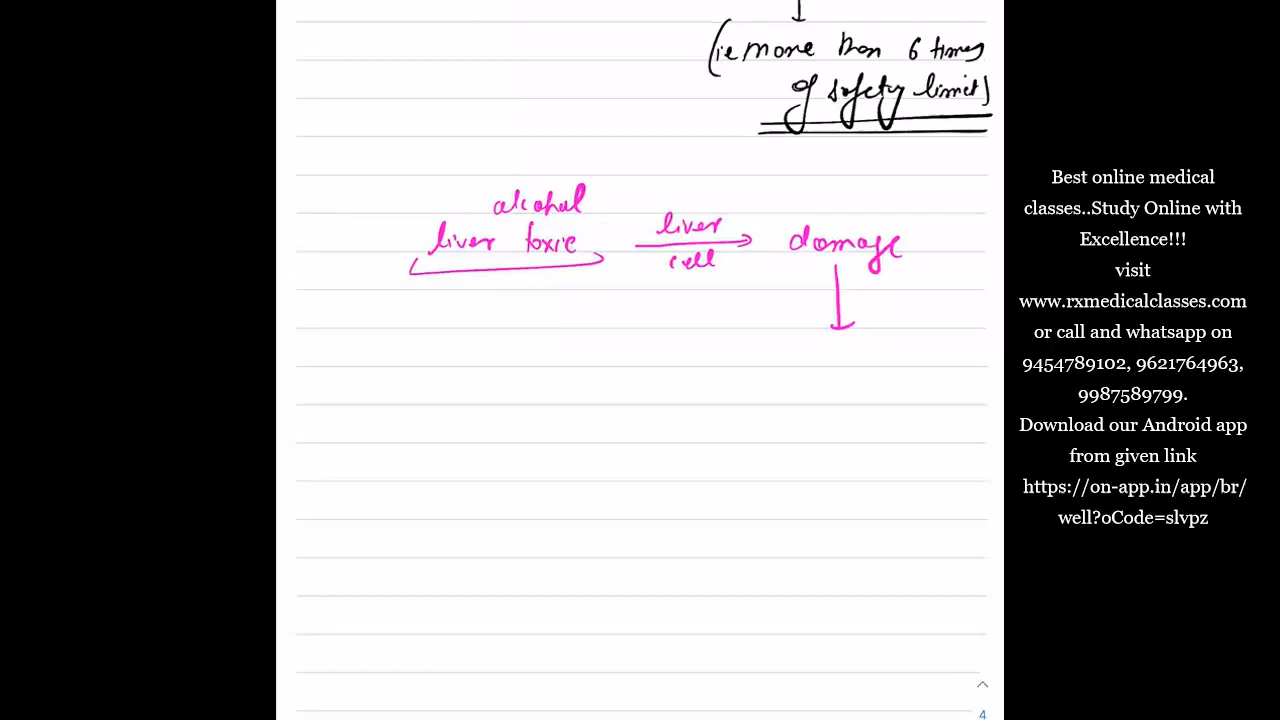 (ie more than 6 times
of safety limit)
alcohal
liver toxic
liver
cell
damage
Best online medical
classes..Study Online with
Excellence!!!
visit
www.rxmedicalclasses.com
or call and whatsapp on
9454789102, 9621764963,
9987589799.
Download our Android app
from given link
https://on-app.in/app/br/
well?oCode=slvpz
4